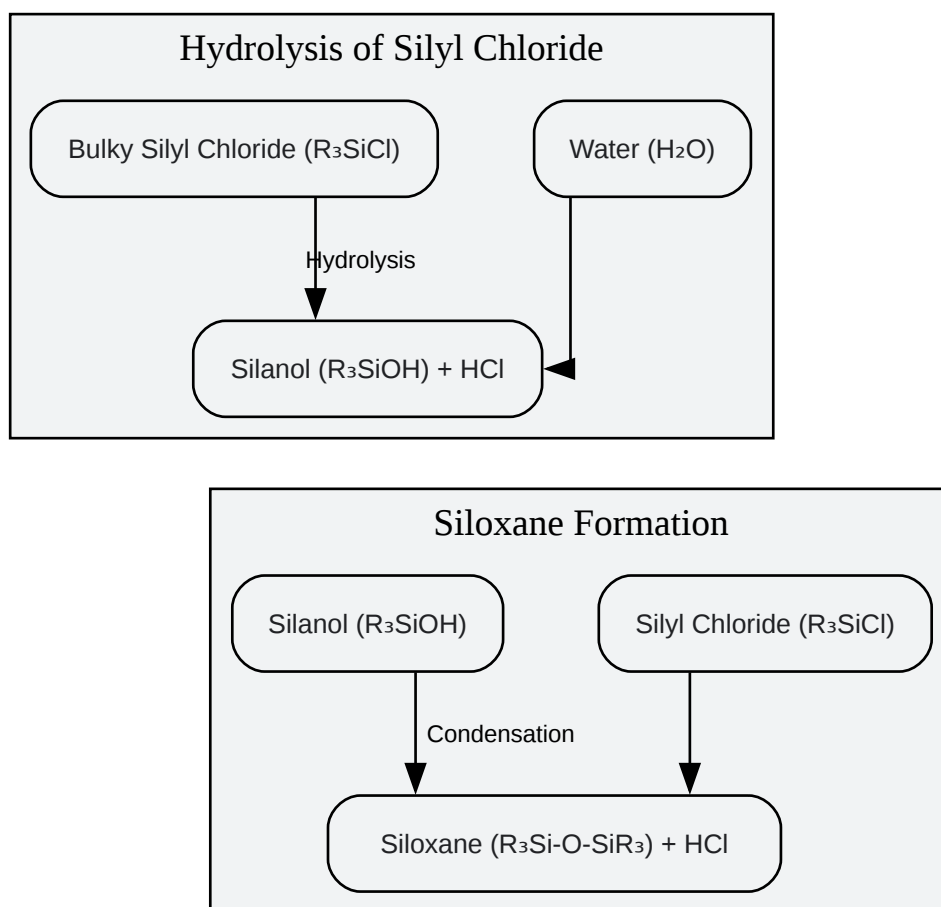 Hydrolysis of Silyl Chloride
Bulky Silyl Chloride (R₃SiCl)
Water (H₂O)
Hydrolysis
Silanol (R₃SiOH) + HCl
Siloxane Formation
Silanol (R₃SiOH)
Silyl Chloride (R₃SiCl)
Condensation
Siloxane (R₃Si-O-SiR₃) + HCl